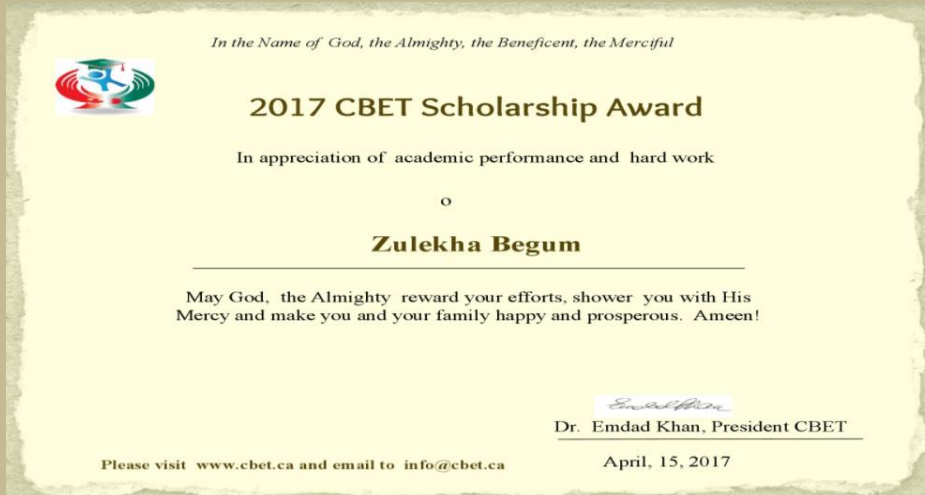 In the Name of God, the Almighty, the Beneficent, the Merciful
2017 CBET Scholarship Award
In appreciation of academic performance and hard work
o
Zulekha Begum
May God, the Almighty reward your efforts, shower you with His
Mercy and make you and your family happy and prosperous. Ameen!
Emdad Khan
Dr. Emdad Khan, President CBET
Please visit www.cbet.ca and email to info@cbet.ca
April, 15, 2017